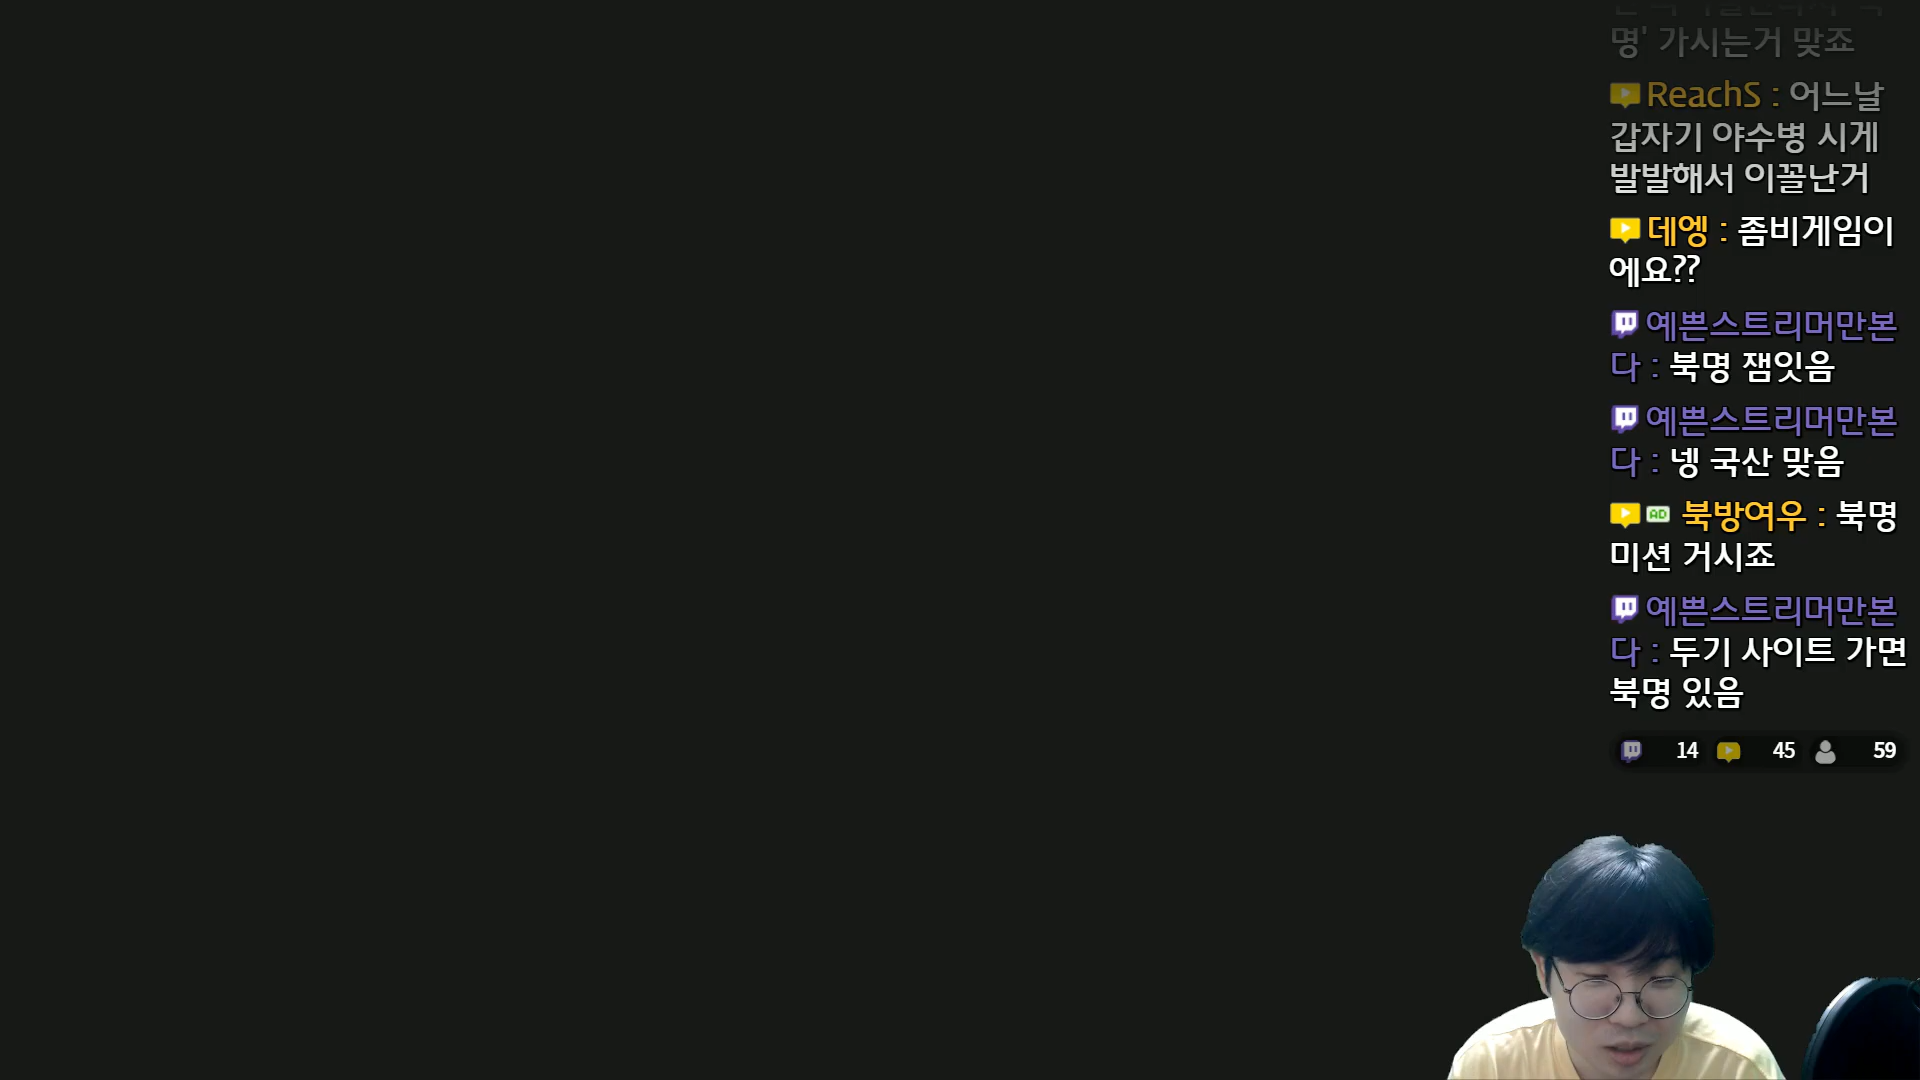 명' 가시는거 맞죠
ReachS : 어느날
갑자기 야수병 시게
발발해서 이꼴난거
데엥 : 좀비게임이
에요??
예쁜스트리머만본
다 : 북명 잼잇음
예쁜스트리머만본
다 : 넹 국산 맞음
AD 북방여우 : 북명
미션 거시죠
예쁜스트리머만본
다 : 두기 사이트 가면
북명 있음
14 45 59